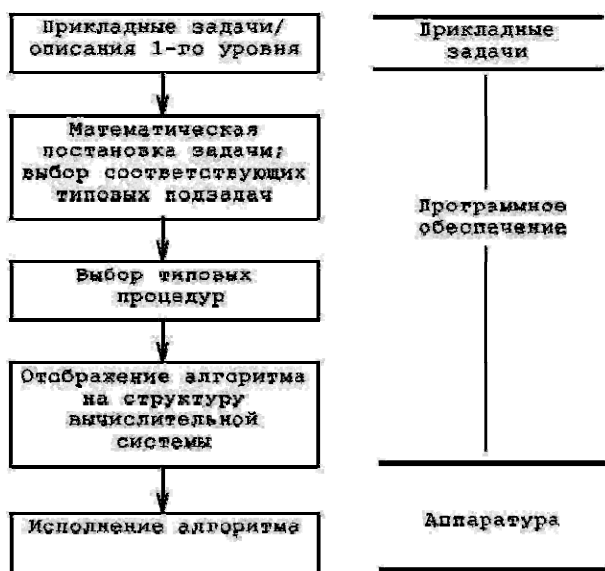 Прикладные задачи/
описания 1-го уровня
Математическая
постановка задачи;
выбор соответствующих
типовых подзадач
Выбор типовых
процедур
Отображение алгоритма
на структуру
вычислительной
системы
Исполнение алгоритма
Прикладные
задачи
Программное
обеспечение
Аппаратура